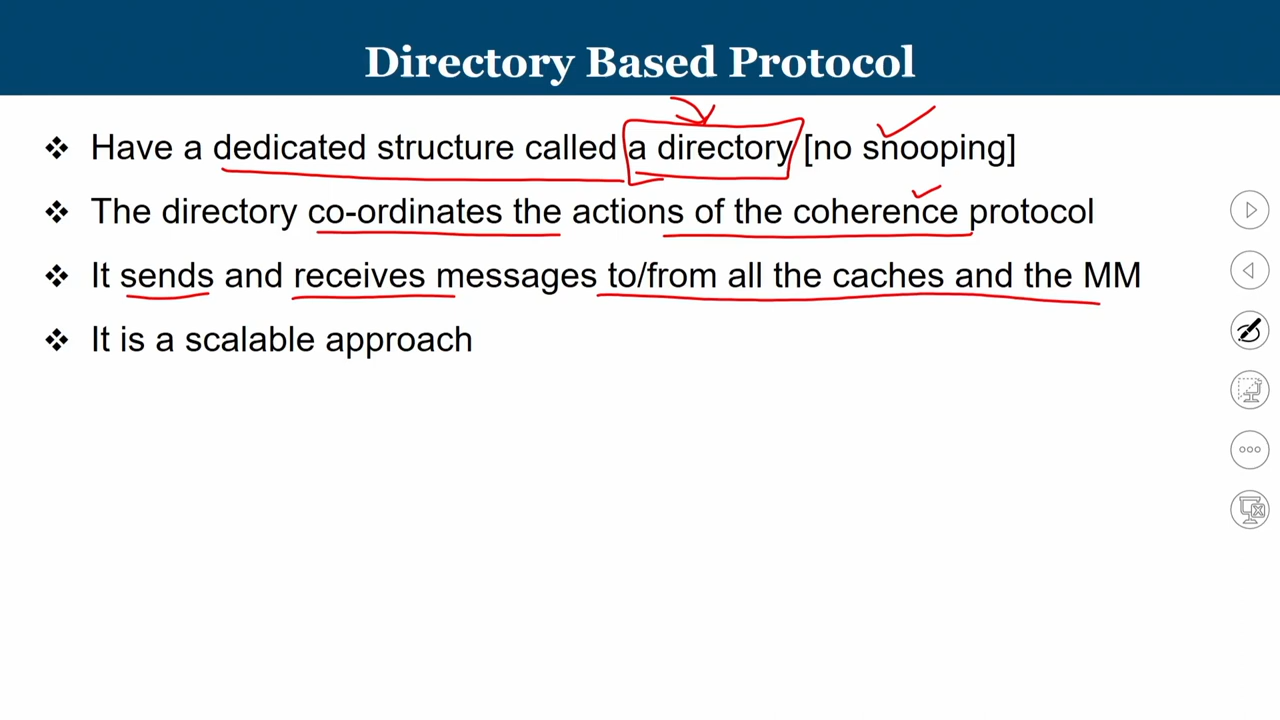 Directory Based Protocol
❖ Have a dedicated structure called a directory [no snooping]
❖ The directory co-ordinates the actions of the coherence protocol
❖ It sends and receives messages to/from all the caches and the MM
❖ It is a scalable approach